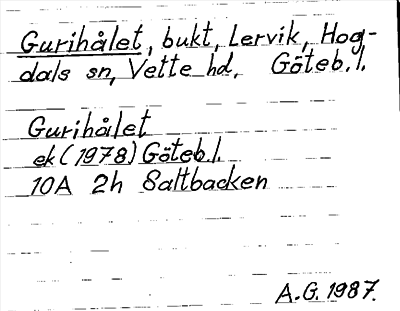 Gurihålet, bukt, Lervik, Hog-
dals sn, Vette hd, Göteb. l.
Gurihålet
ek (1978) Göteb l.
10A 2h Saltbacken
A.G. 1987.